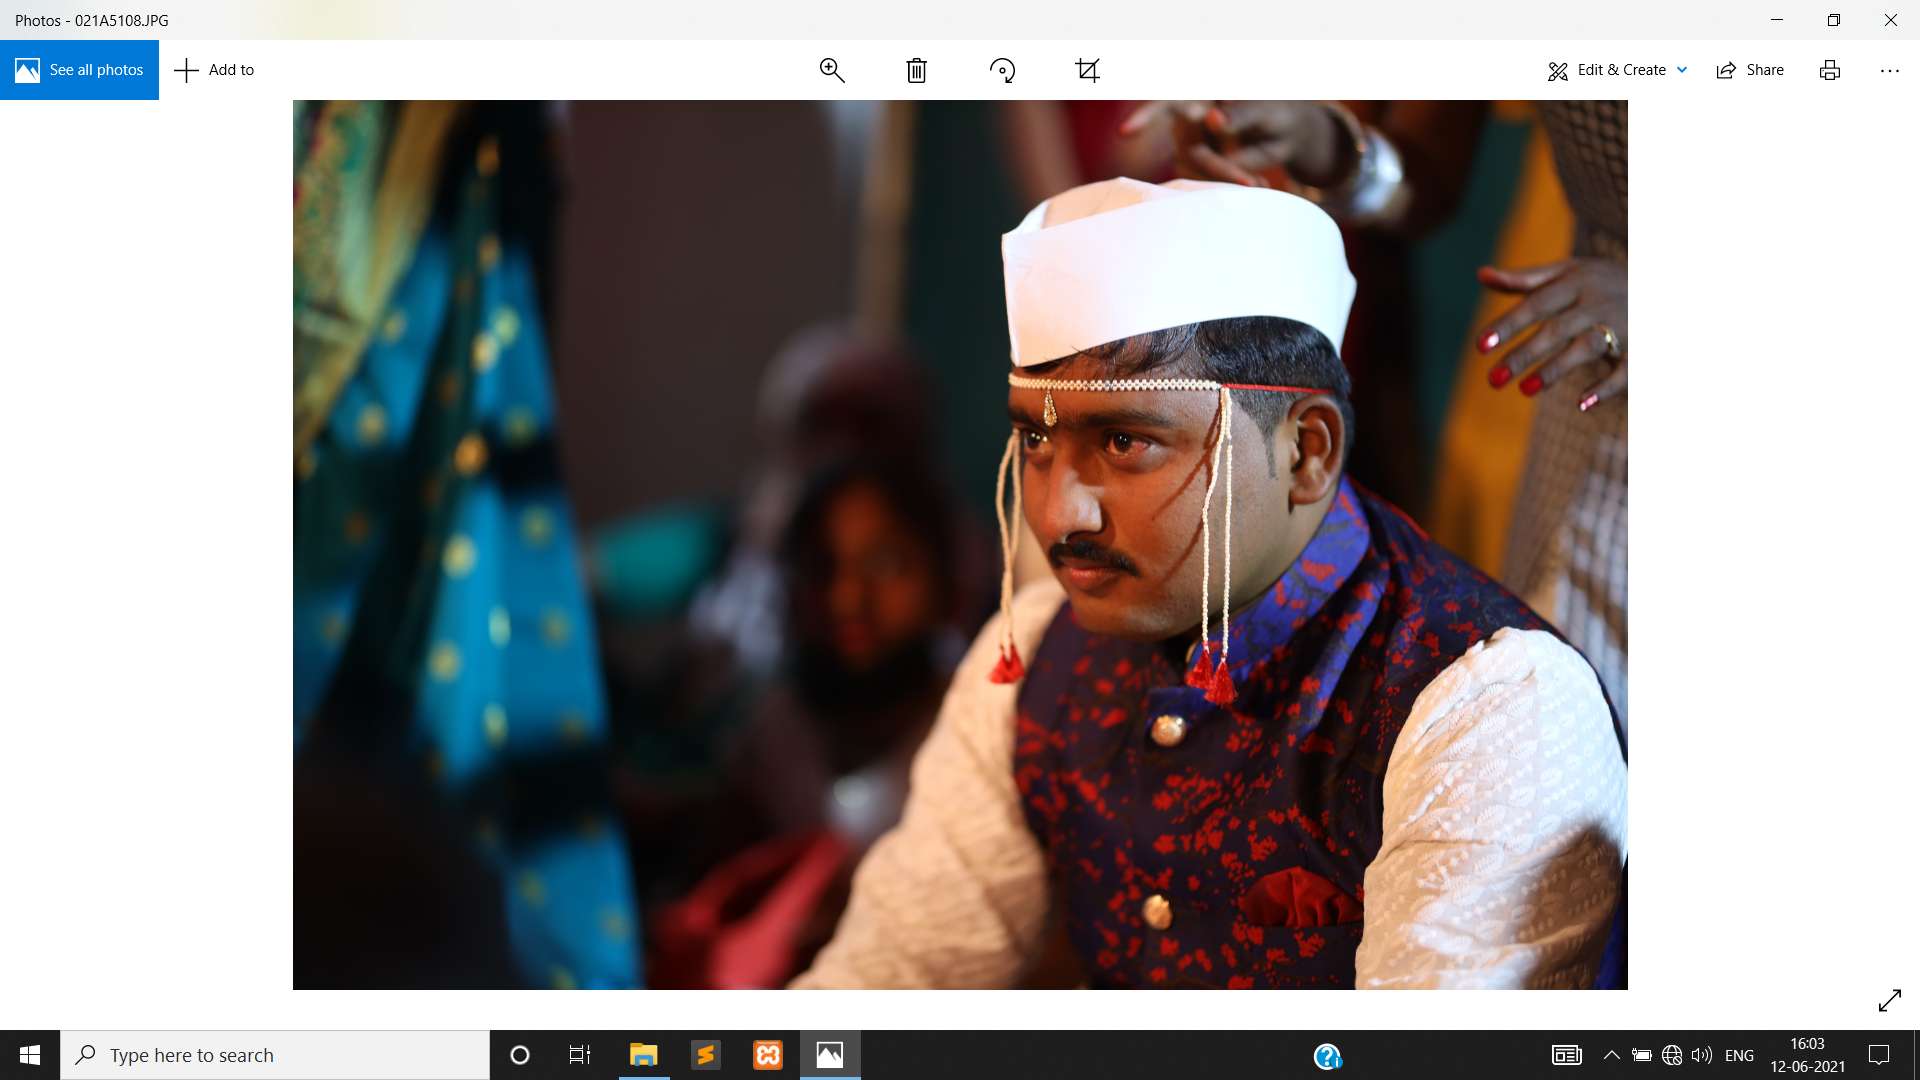 Photos - 021A5108.JPG
See all photos
Add to
Edit & Create
Share
Type here to search
ENG
16:03
12-06-2021